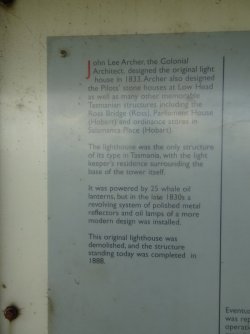 John Lee Archer, the Colonial
Architect, designed the original light
house in 1833. Archer also designed
the Pilots' stone houses at Low Head
as well as many other memorable
Tasmanian structures including the
Ross Bridge (Ross), Parliament House
(Hobart) and ordnance stores in
Salamanca Place (Hobart).
The lighthouse was the only structure
of its type in Tasmania, with the light
keeper's residence surrounding the
base of the tower itself.
It was powered by 25 whale oil
lanterns, but in the late 1830s a
revolving system of polished metal
reflectors and oil lamps of a more
modern design was installed.
This original lighthouse was
demolished, and the structure
standing today was completed in
1888.
was rep
operat